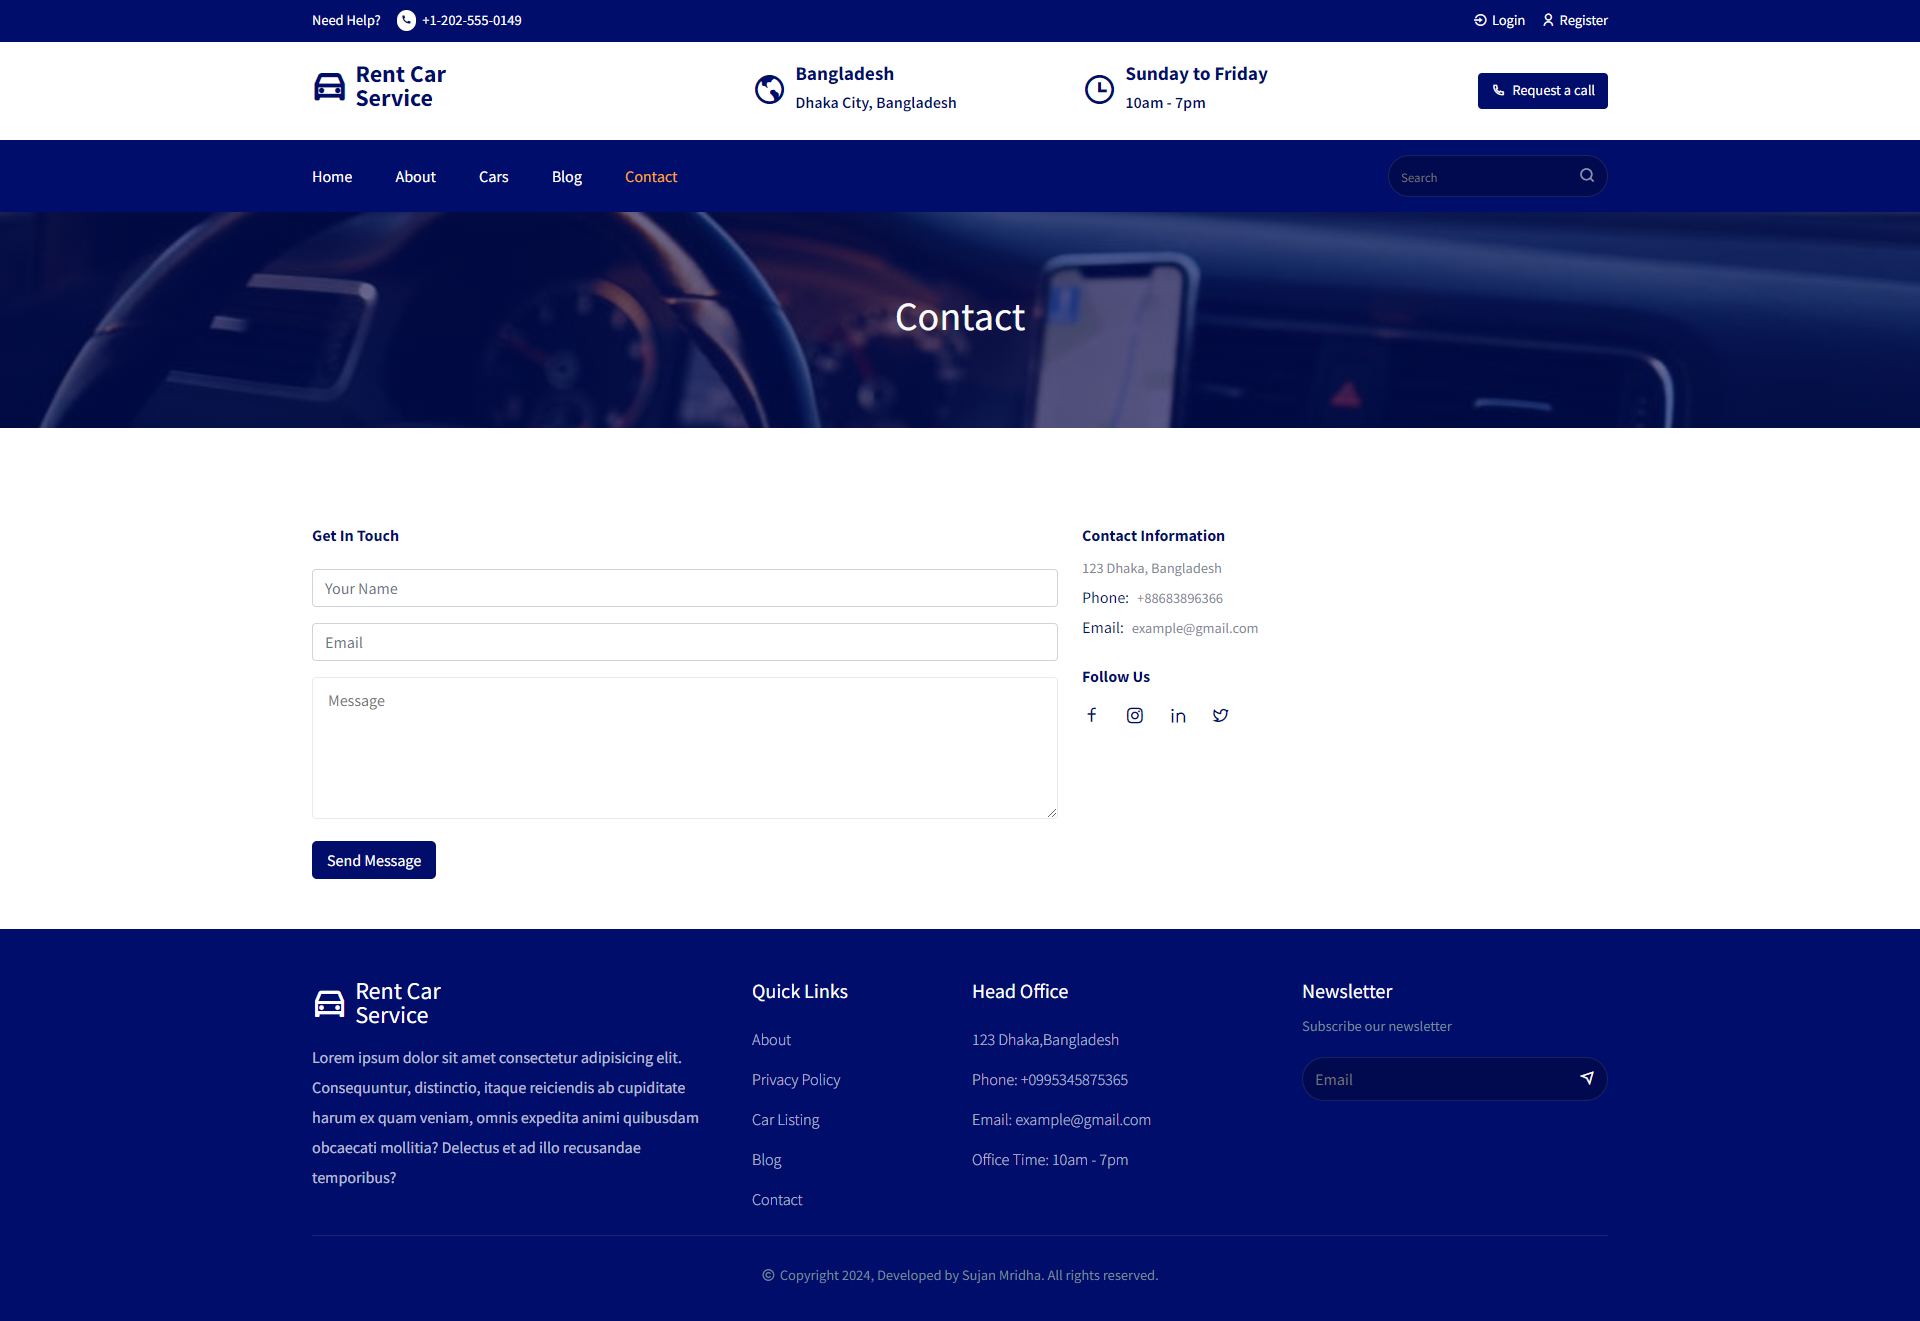 Need Help? +1-202-555-0149
Login Register
Rent Car
Service
Bangladesh
Dhaka City, Bangladesh
Sunday to Friday
10am - 7pm
Request a call
Home About Cars Blog Contact
Search
Contact
Get In Touch
Your Name
Email
Message
Send Message
Contact Information
123 Dhaka, Bangladesh
Phone: +88683896366
Email: example@gmail.com
Follow Us
Rent Car
Service
Lorem ipsum dolor sit amet consectetur adipisicing elit.
Consequuntur, distinctio, itaque reiciendis ab cupiditate
harum ex quam veniam, omnis expedita animi quibusdam
obcaecati mollitia? Delectus et ad illo recusandae
temporibus?
Quick Links
About
Privacy Policy
Car Listing
Blog
Contact
Head Office
123 Dhaka,Bangladesh
Phone: +0995345875365
Email: example@gmail.com
Office Time: 10am - 7pm
Newsletter
Subscribe our newsletter
Email
© Copyright 2024, Developed by Sujan Mridha. All rights reserved.